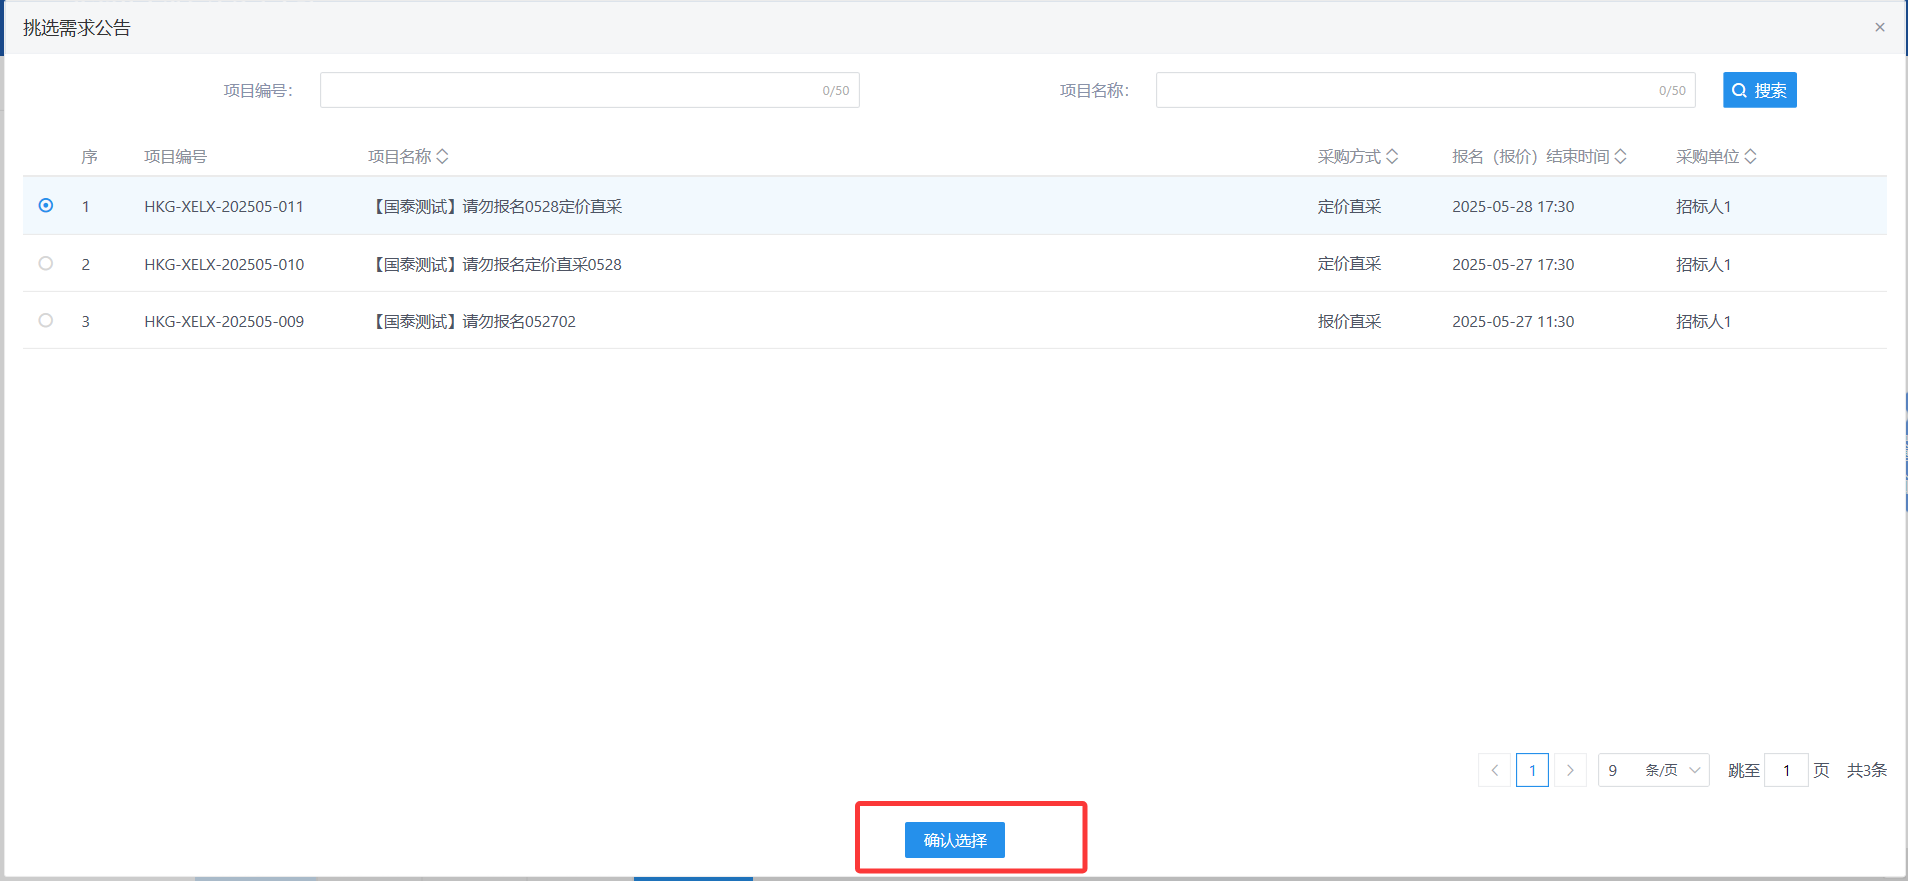 挑选需求公告
项目编号： 0/50 项目名称： 0/50 搜索
序 项目编号 项目名称 采购方式 报名（报价）结束时间 采购单位
1 HKG-XELX-202505-011 【国泰测试】请勿报名0528定价直采 定价直采 2025-05-28 17:30 招标人1
2 HKG-XELX-202505-010 【国泰测试】请勿报名定价直采0528 定价直采 2025-05-27 17:30 招标人1
3 HKG-XELX-202505-009 【国泰测试】请勿报名052702 报价直采 2025-05-27 11:30 招标人1
1 9 条/页 跳至 1 页 共3条
确认选择